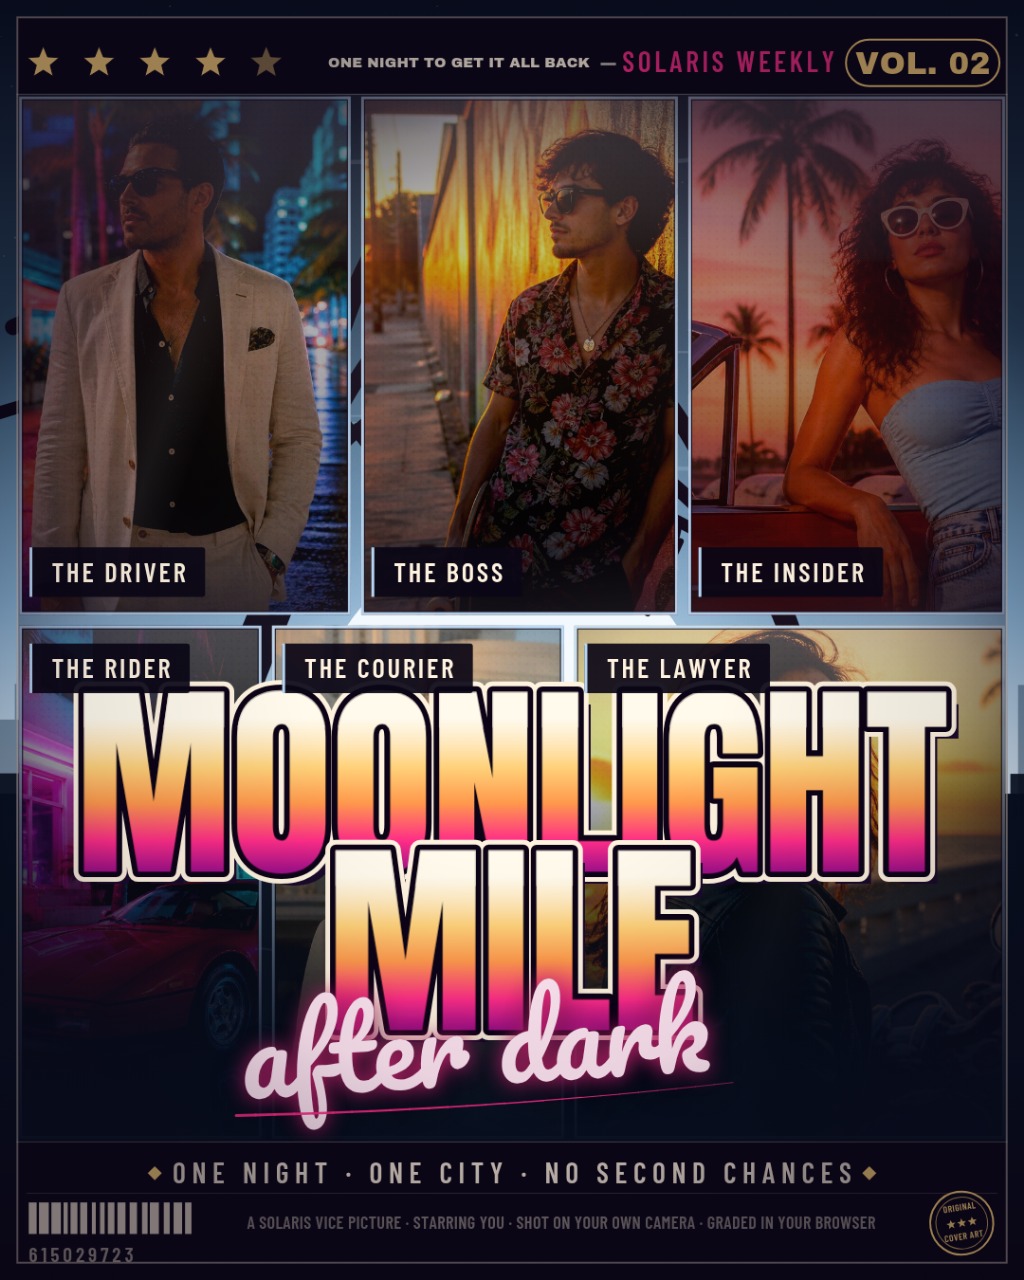 ONE NIGHT TO GET IT ALL BACK — SOLARIS WEEKLY VOL. 02
THE DRIVER
THE BOSS
THE INSIDER
THE RIDER
THE COURIER
THE LAWYER
MOONLIGHT
MILE
after dark
ONE NIGHT · ONE CITY · NO SECOND CHANCES
A SOLARIS VICE PICTURE · STARRING YOU · SHOT ON YOUR OWN CAMERA · GRADED IN YOUR BROWSER
ORIGINAL
COVER ART
615029723